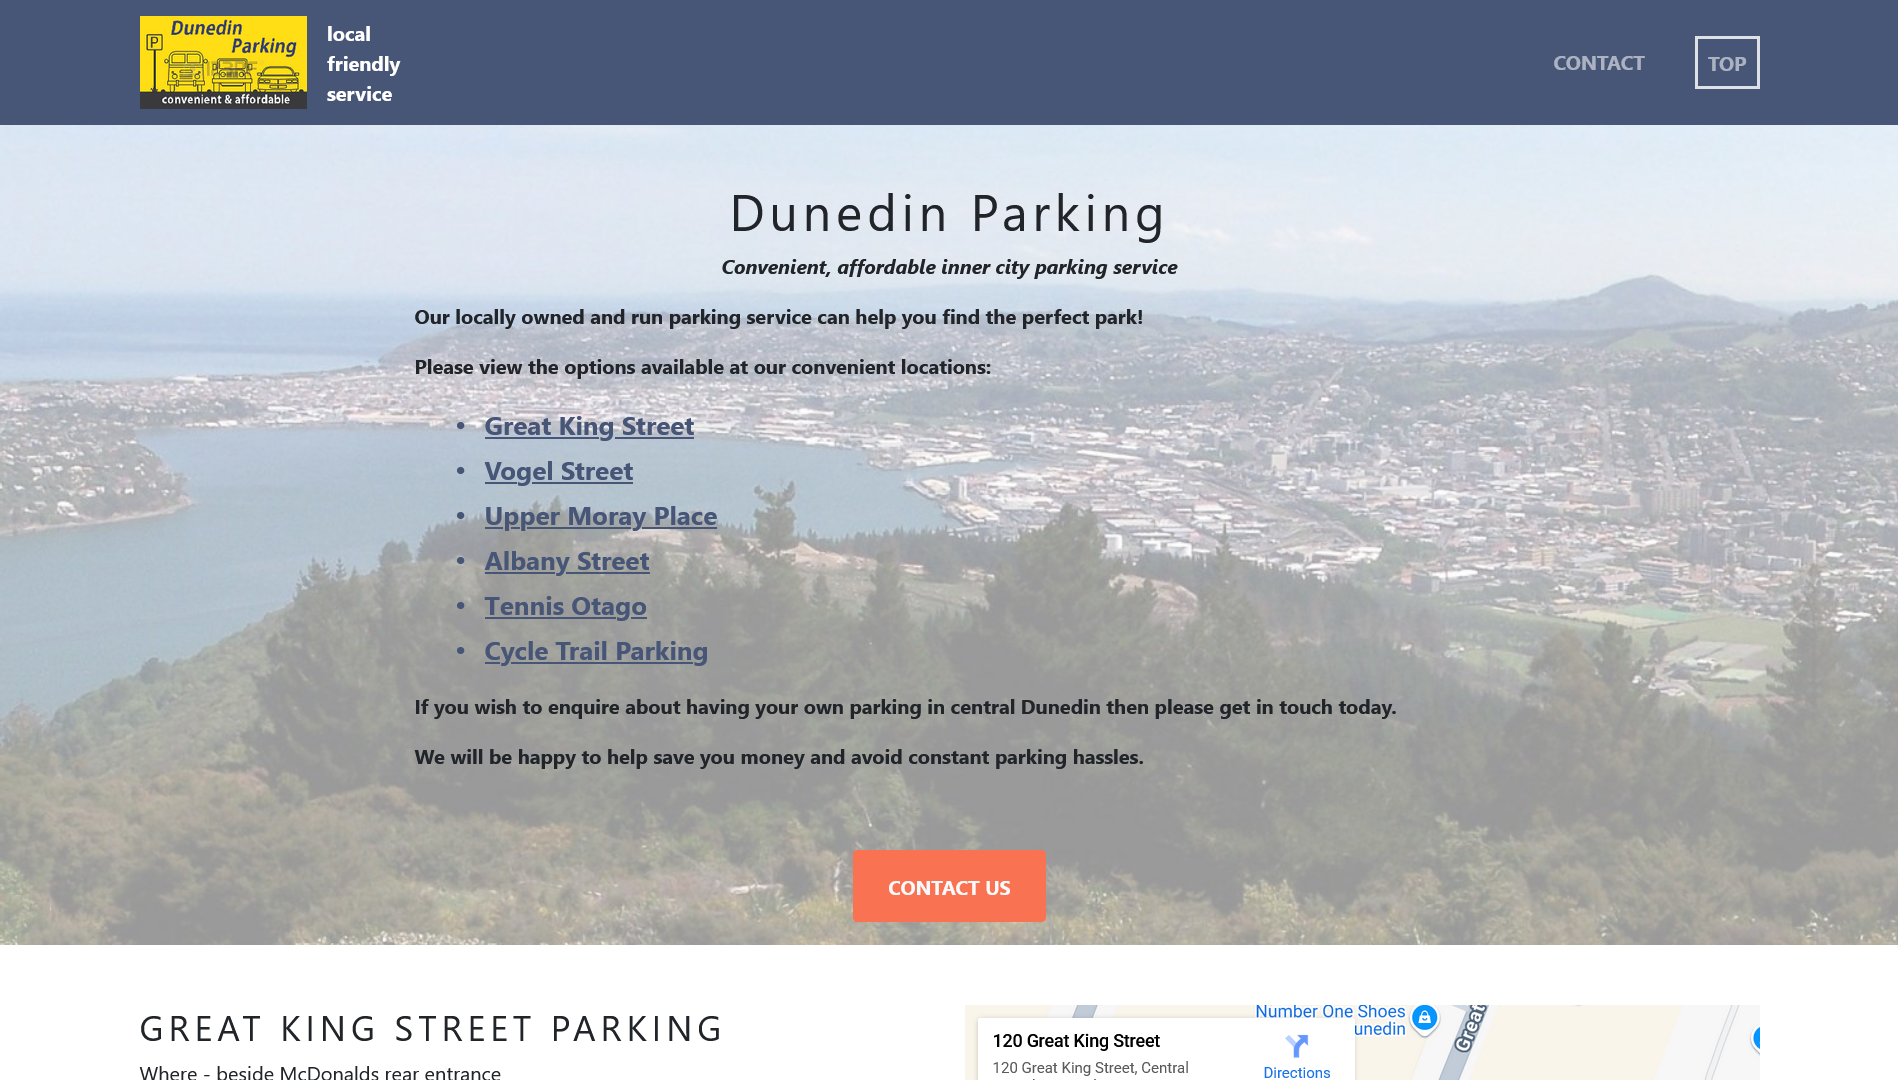 Dunedin
Parking
P
convenient & affordable
local
friendly
service
CONTACT
TOP
Dunedin Parking
Convenient, affordable inner city parking service
Our locally owned and run parking service can help you find the perfect park!
Please view the options available at our convenient locations:
• Great King Street
• Vogel Street
• Upper Moray Place
• Albany Street
• Tennis Otago
• Cycle Trail Parking
If you wish to enquire about having your own parking in central Dunedin then please get in touch today.
We will be happy to help save you money and avoid constant parking hassles.
CONTACT US
GREAT KING STREET PARKING
Where - beside McDonalds rear entrance
Number One Shoes
unedin
Great
120 Great King Street
120 Great King Street, Central
Directions